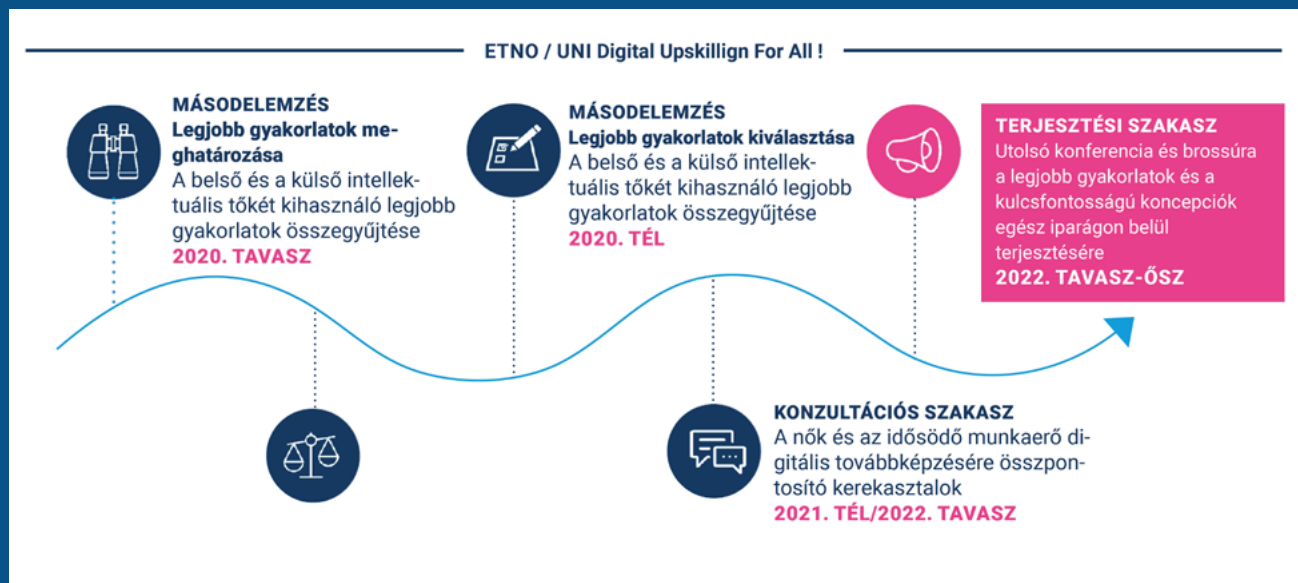 ETNO / UNI Digital Upskillign For All !
MÁSODELEMZÉS
Legjobb gyakorlatok me-
ghatározása
A belső és a külső intellek-
tuális tőkét kihasználó legjobb
gyakorlatok összegyűjtése
2020. TAVASZ
MÁSODELEMZÉS
Legjobb gyakorlatok kiválasztása
A belső és a külső intellek-
tuális tőkét kihasználó legjobb
gyakorlatok összegyűjtése
2020. TÉL
TERJESZTÉSI SZAKASZ
Utolsó konferencia és brossúra
a legjobb gyakorlatok és a
kulcsfontosságú koncepciók
egész iparágon belül
terjesztésére
2022. TAVASZ-ŐSZ
KONZULTÁCIÓS SZAKASZ
A nők és az idősödő munkaerő di-
gitális továbbképzésére összpon-
tosító kerekasztalok
2021. TÉL/2022. TAVASZ